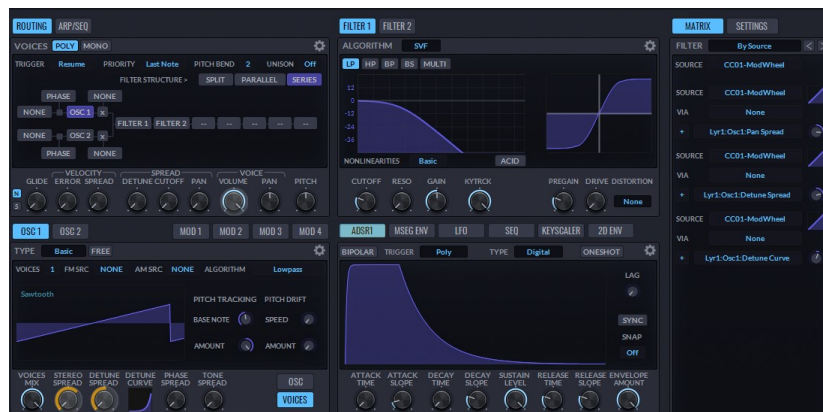 ROUTING ARP/SEQ
VOICES POLY MONO
TRIGGER Resume PRIORITY Last Note PITCH BEND 2 UNISON Off
FILTER STRUCTURE > SPLIT PARALLEL SERIES
PHASE NONE
NONE OSC 1 x
FILTER 1 FILTER 2 -- -- -- --
NONE OSC 2 x
PHASE NONE
VELOCITY SPREAD VOICE
GLIDE ERROR SPREAD DETUNE CUTOFF PAN VOLUME PAN PITCH
N
S
OSC 1 OSC 2 MOD 1 MOD 2 MOD 3 MOD 4
TYPE Basic FREE
VOICES 1 FM SRC NONE AM SRC NONE ALGORITHM Lowpass
Sawtooth
PITCH TRACKING PITCH DRIFT
BASE NOTE SPEED
AMOUNT AMOUNT
VOICES MIX STEREO SPREAD DETUNE SPREAD DETUNE CURVE PHASE SPREAD TONE SPREAD
OSC
VOICES
FILTER 1 FILTER 2
ALGORITHM SVF
LP HP BP BS MULTI
12
0
-12
-24
-36
NONLINEARITIES Basic ACID
CUTOFF RESO GAIN KYTRCK PREGAIN DRIVE DISTORTION
None
ADSR1 MSEG ENV LFO SEQ KEYSCALER 2D ENV
BIPOLAR TRIGGER Poly TYPE Digital ONESHOT
LAG
SYNC
SNAP
Off
ATTACK TIME ATTACK SLOPE DECAY TIME DECAY SLOPE SUSTAIN LEVEL RELEASE TIME RELEASE SLOPE ENVELOPE AMOUNT
MATRIX SETTINGS
FILTER By Source <
SOURCE CC01-ModWheel
SOURCE CC01-ModWheel
VIA None
+ Lyr1:Osc1:Pan Spread
SOURCE CC01-ModWheel
VIA None
+ Lyr1:Osc1:Detune Spread
SOURCE CC01-ModWheel
VIA None
+ Lyr1:Osc1:Detune Curve